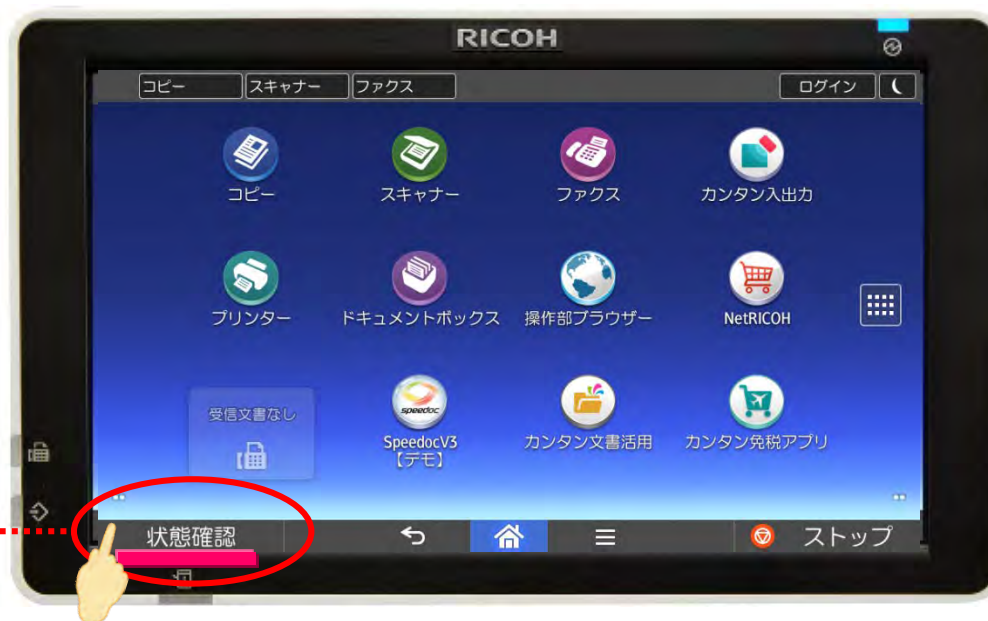 RICOH
コピー スキャナー ファクス ログイン
コピー スキャナー ファクス カンタン入出力
プリンター ドキュメントボックス 操作部ブラウザー NetRICOH
受信文書なし
speedoc
SpeedocV3 カンタン文書活用 カンタン免税アプリ
【デモ】
状態確認 ストップ